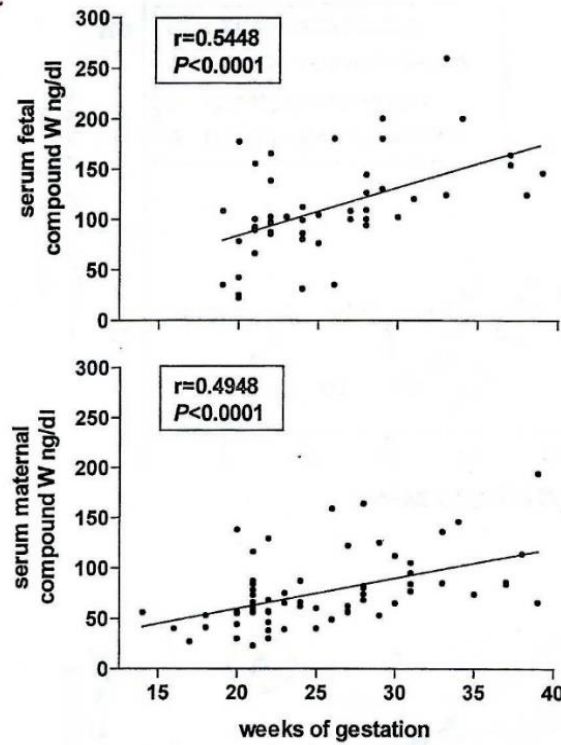 300
250
200
150
100
50
0
serum fetal
compound W ng/dl
r=0.5448
P<0.0001
300
250
200
150
100
50
0
serum maternal
compound W ng/dl
r=0.4948
P<0.0001
15 20 25 30 35 40
weeks of gestation